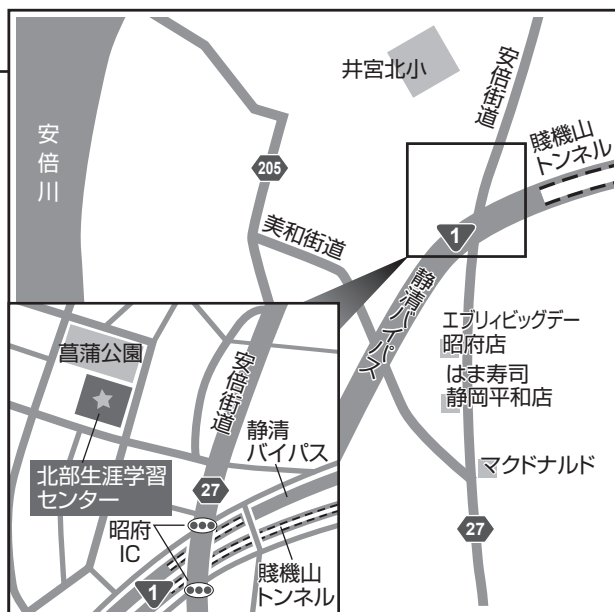 井宮北小
安倍街道
賤機山
トンネル
安倍川
205
美和街道
1
静清バイパス
エブリィビッグデー
昭府店
はま寿司
静岡平和店
マクドナルド
27
菖蒲公園
安倍街道
静清
バイパス
北部生涯学習
センター
27
昭府
IC
1
賤機山
トンネル